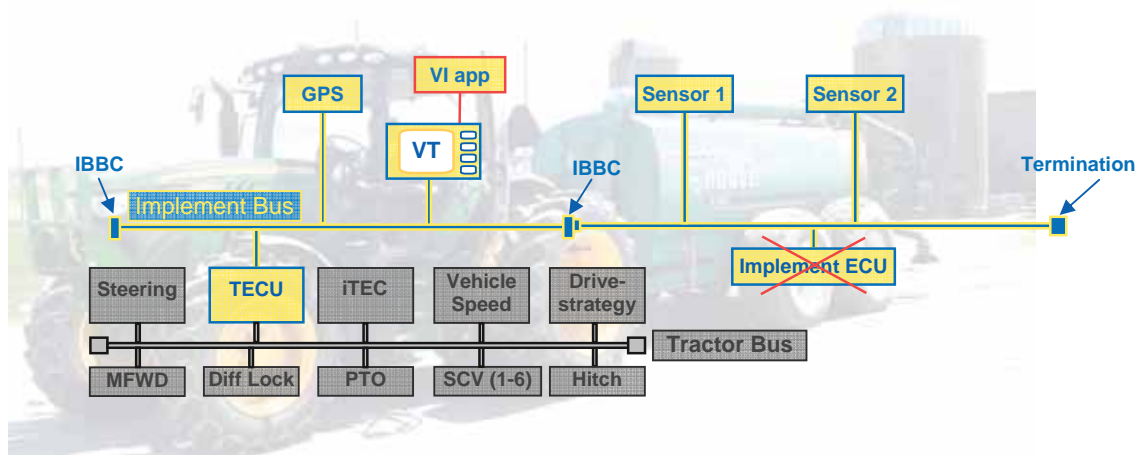 VI app
GPS
Sensor 1
Sensor 2
VT
IBBC
IBBC
Termination
Implement Bus
Implement ECU
Steering
TECU
iTEC
Vehicle
Speed
Drive-
strategy
Tractor Bus
MFWD
Diff Lock
PTO
SCV (1-6)
Hitch